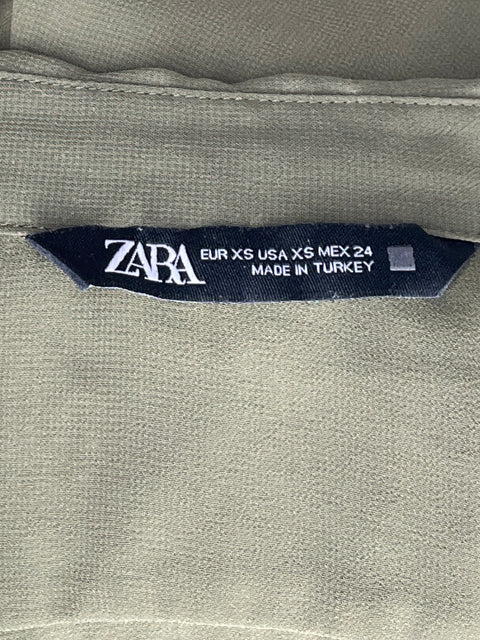 ZARA
EUR XS USA XS MEX 24
MADE IN TURKEY